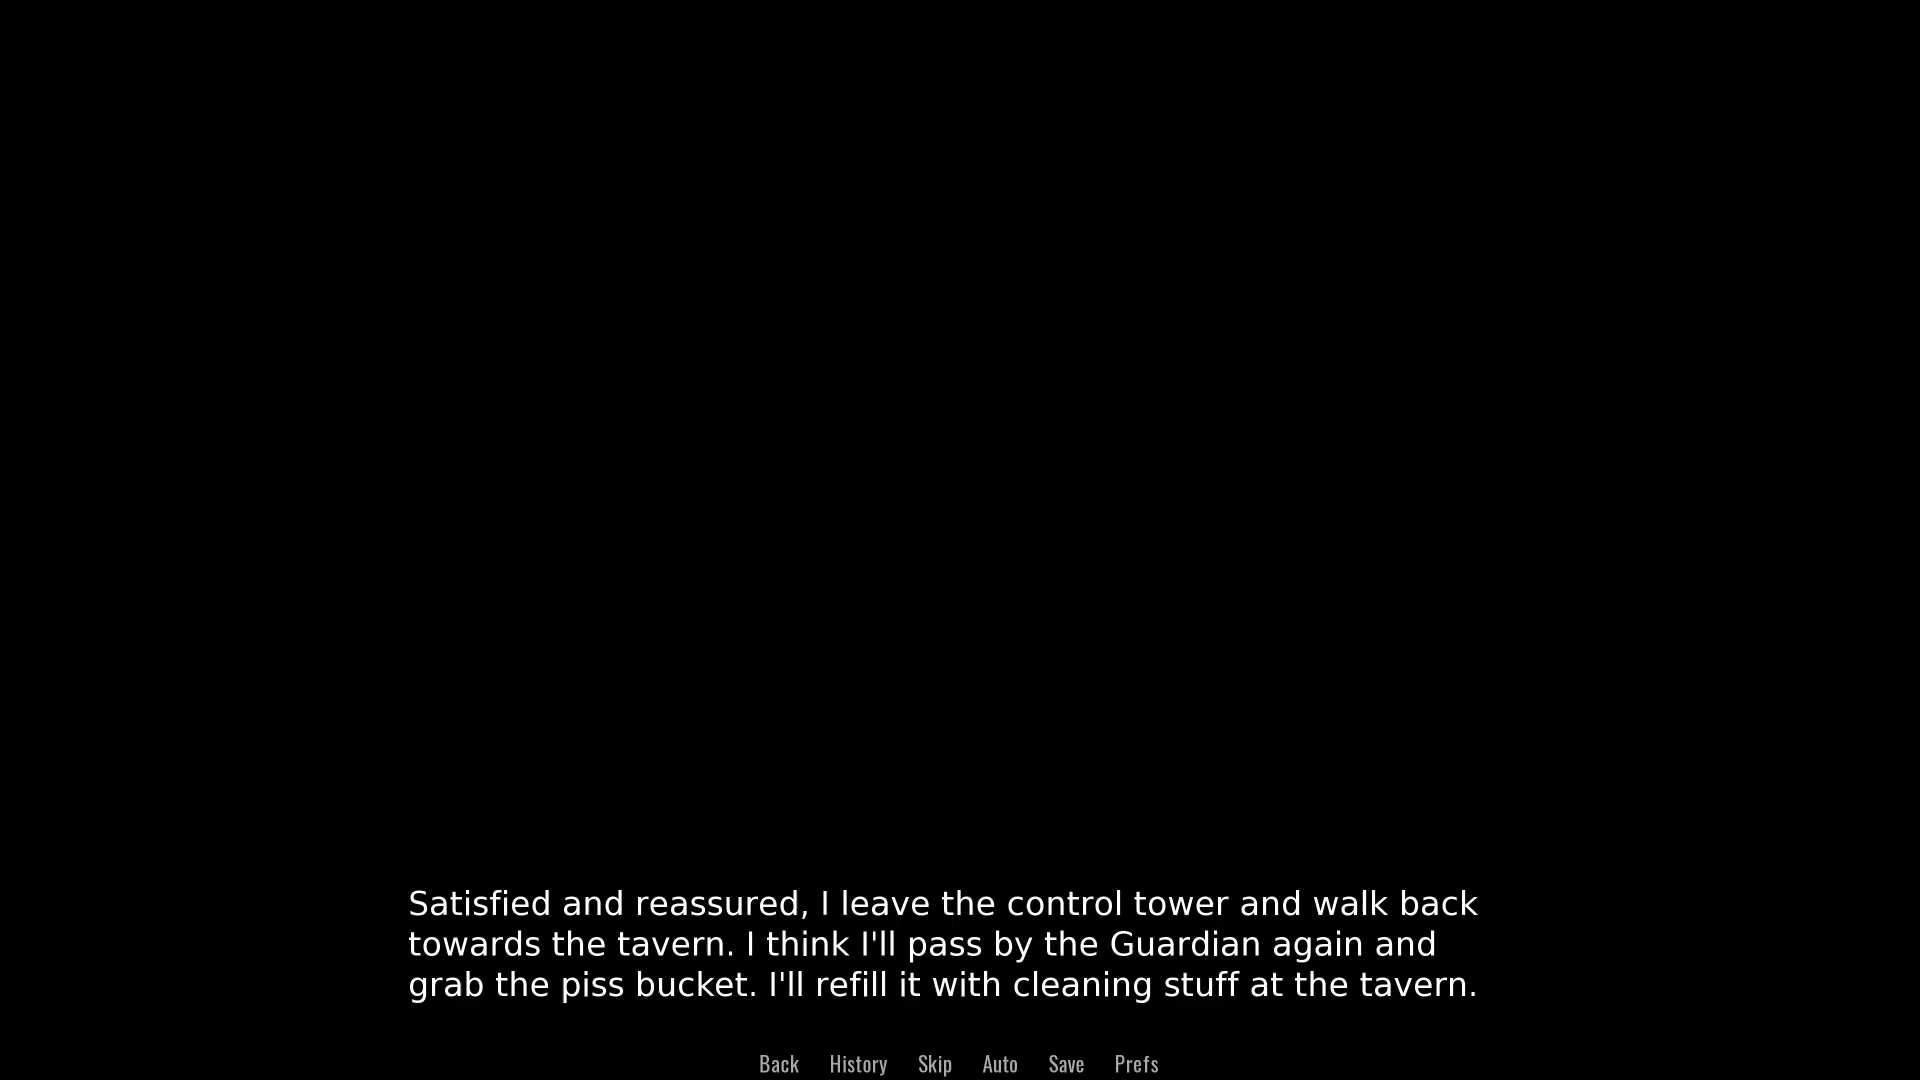 Satisfied and reassured, I leave the control tower and walk back
towards the tavern. I think I'll pass by the Guardian again and
grab the piss bucket. I'll refill it with cleaning stuff at the tavern.
Back History Skip Auto Save Prefs